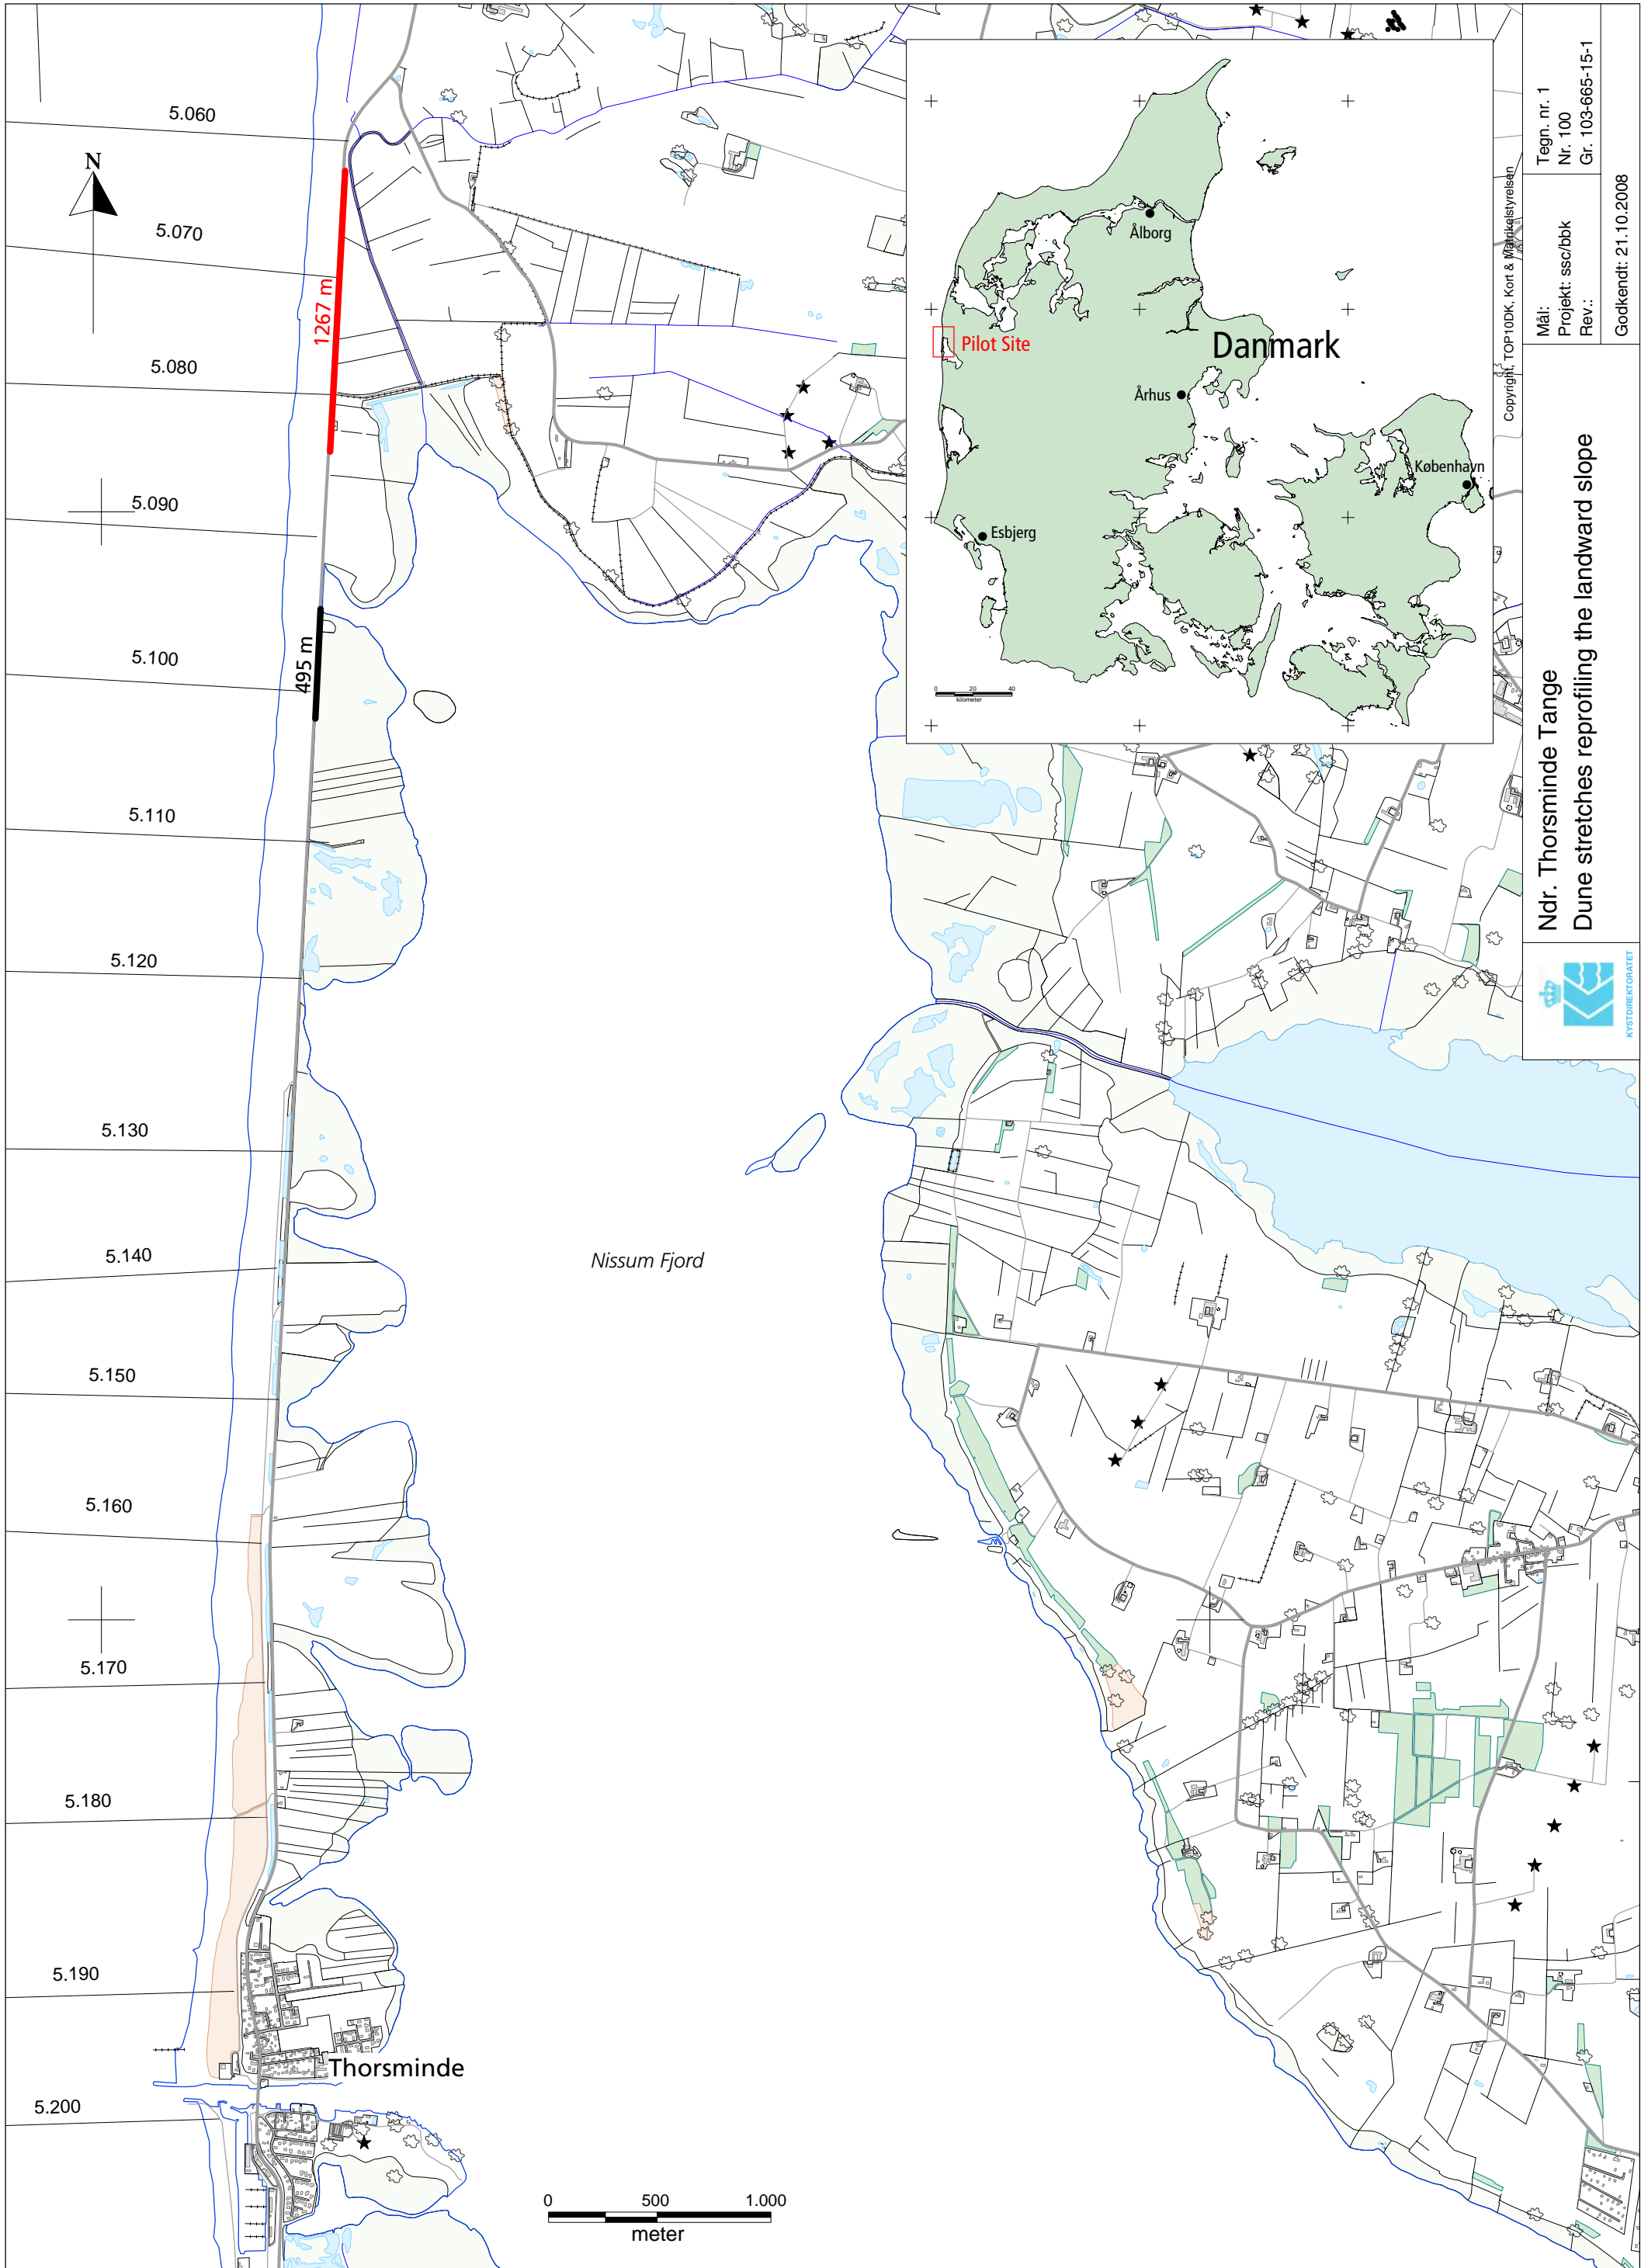 5.060
N
5.070
1267 m
5.080
5.090
5.100
495 m
5.110
5.120
5.130
5.140
5.150
5.160
5.170
5.180
5.190
5.200
Nissum Fjord
Thorsminde
0 500 1.000
meter
Ålborg
Pilot Site
Danmark
Århus
København
Esbjerg
0 20 40
kilometer
Copyright, TOP10DK, Kort & Matrikelstyrelsen
Mål:
Projekt: ssc/bbk
Rev.:
Tegn. nr. 1
Nr. 100
Gr. 103-665-15-1
Godkendt: 21.10.2008
Ndr. Thorsminde Tange
Dune stretches reprofiling the landward slope
KYSTDIREKTORATET